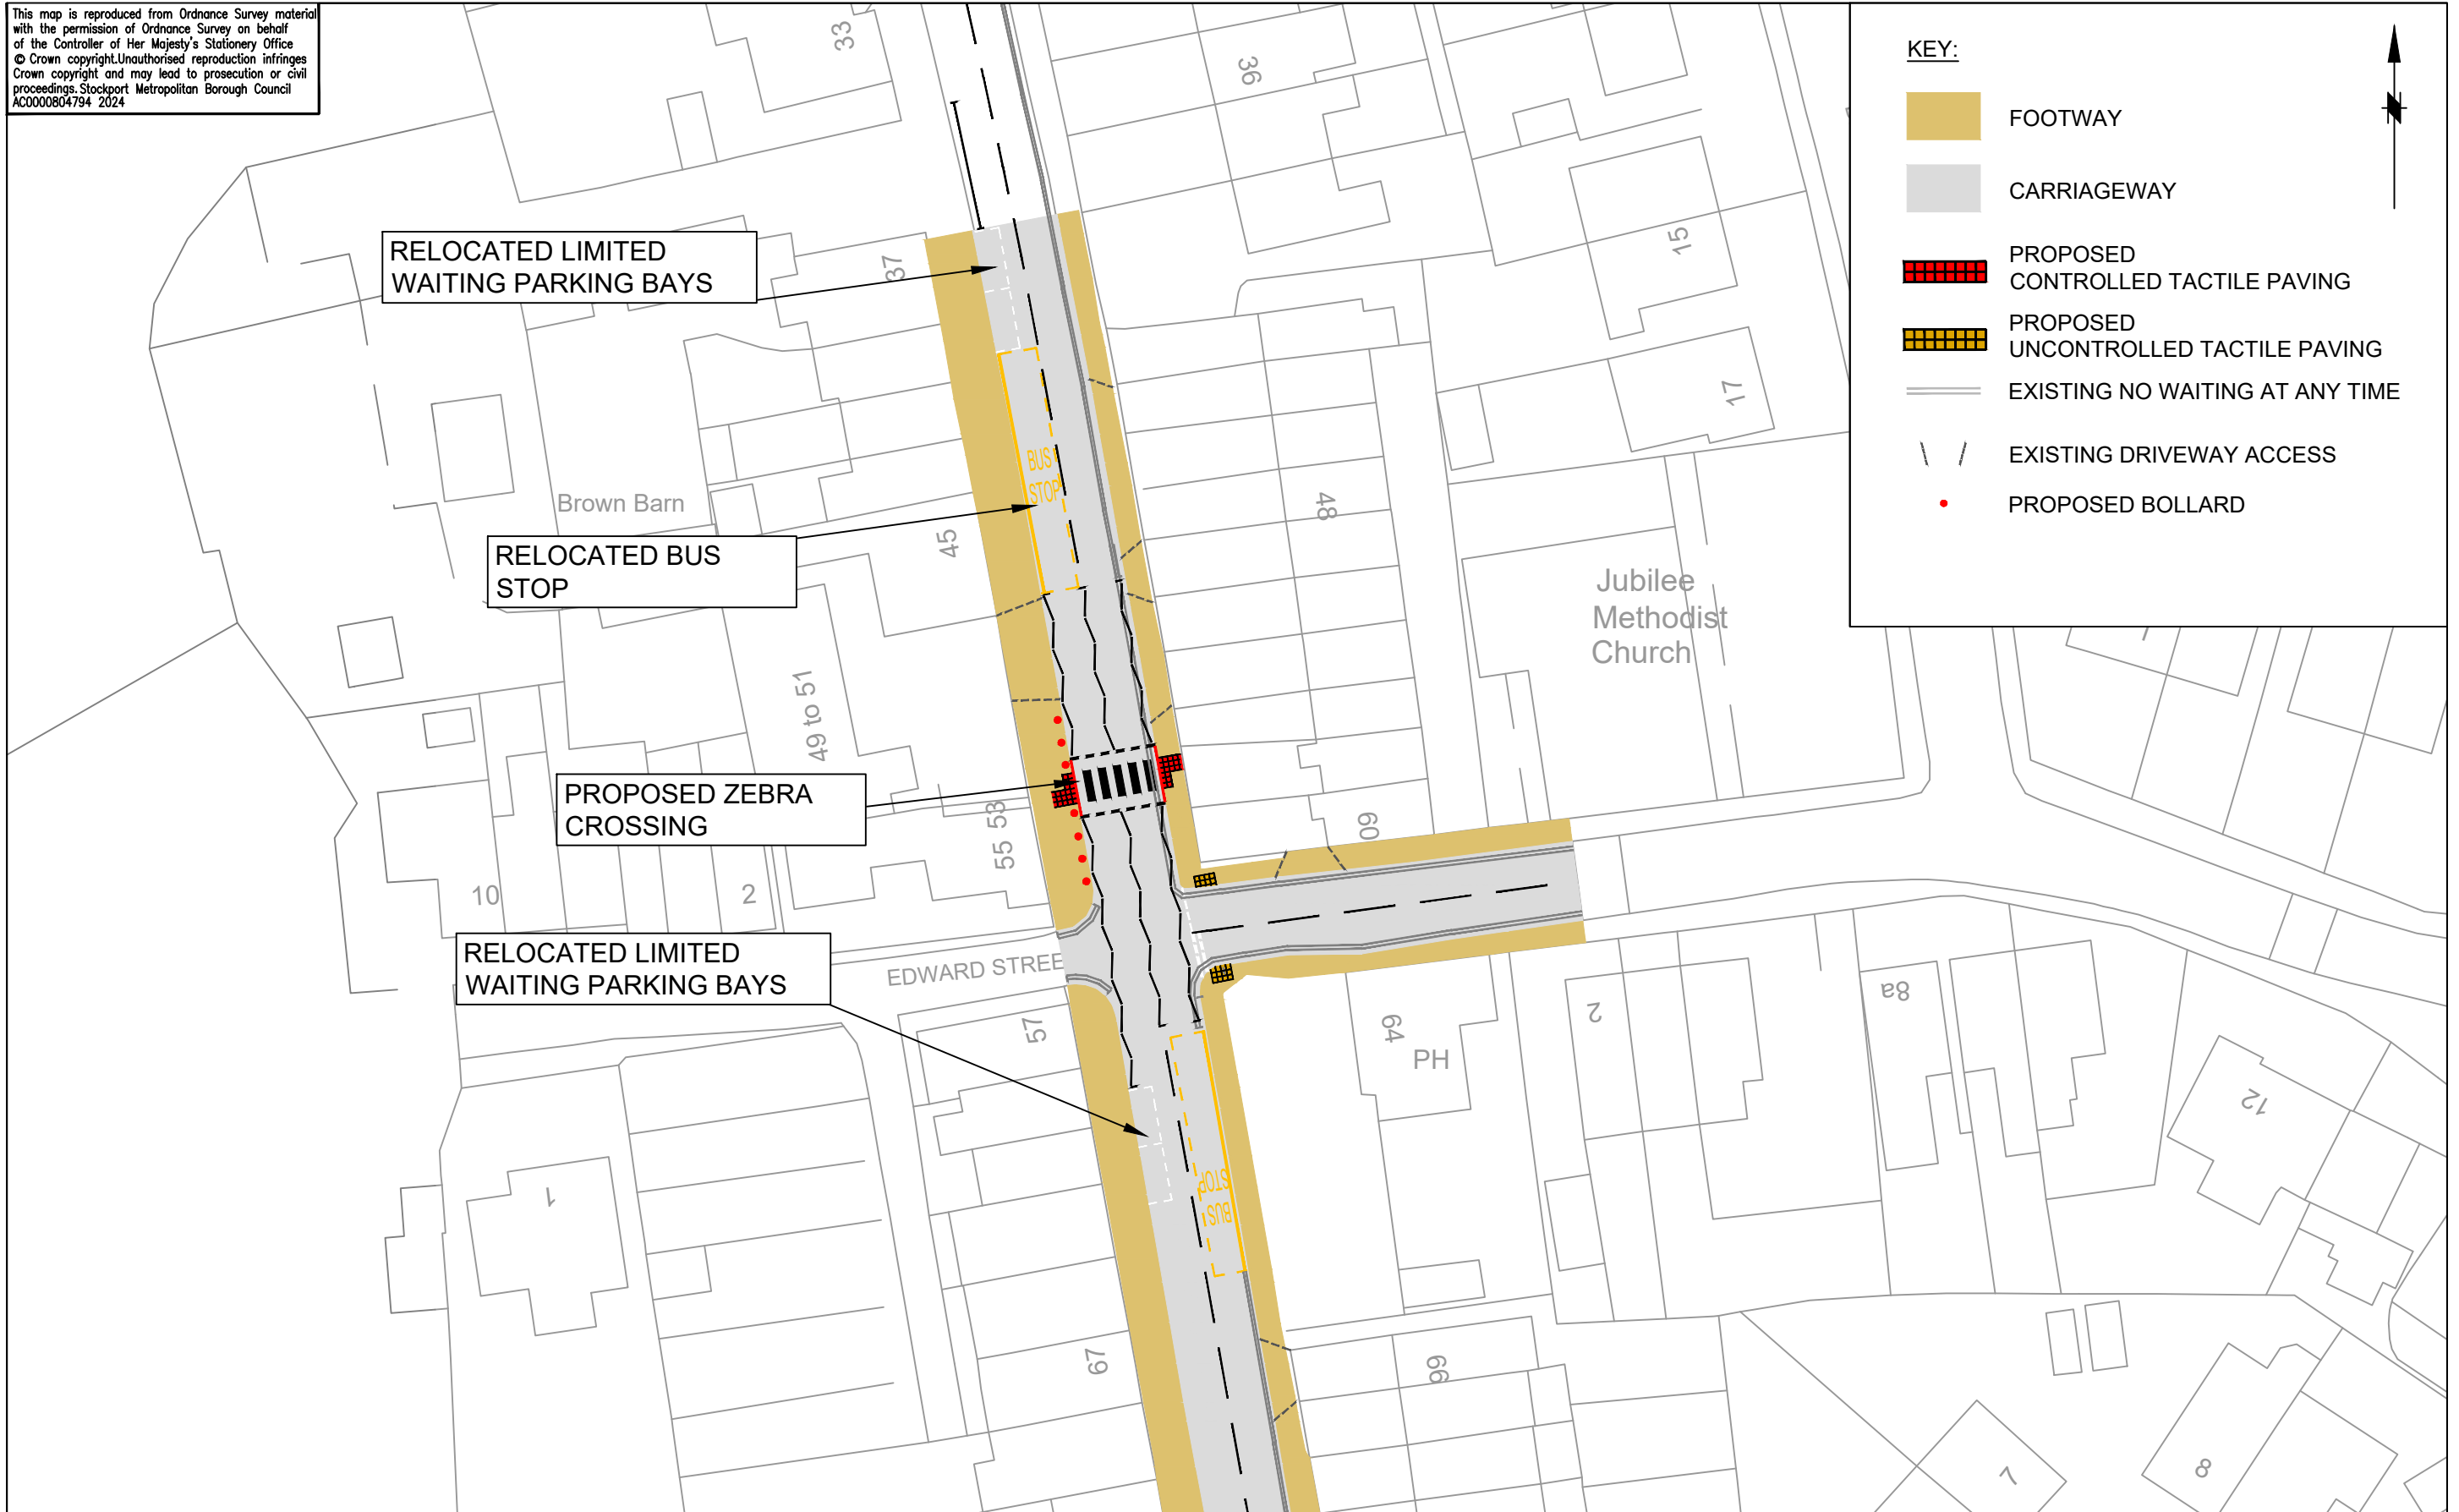 This map is reproduced from Ordnance Survey material
with the permission of Ordnance Survey on behalf
of the Controller of Her Majesty's Stationery Office
© Crown copyright.Unauthorised reproduction infringes
Crown copyright and may lead to prosecution or civil
proceedings. Stockport Metropolitan Borough Council
AC0000804794 2024
KEY:
FOOTWAY
CARRIAGEWAY
PROPOSED
CONTROLLED TACTILE PAVING
PROPOSED
UNCONTROLLED TACTILE PAVING
EXISTING NO WAITING AT ANY TIME
EXISTING DRIVEWAY ACCESS
PROPOSED BOLLARD
33
36
15
37
RELOCATED LIMITED
WAITING PARKING BAYS
17
BUS
STOP
Brown Barn
48
45
RELOCATED BUS
STOP
Jubilee
Methodist
Church
49 to 51
PROPOSED ZEBRA
CROSSING
55 53
60
10
2
RELOCATED LIMITED
WAITING PARKING BAYS
EDWARD STREE
57
64
PH
2
8a
12
1
BUS
STOP
67
66
7
8